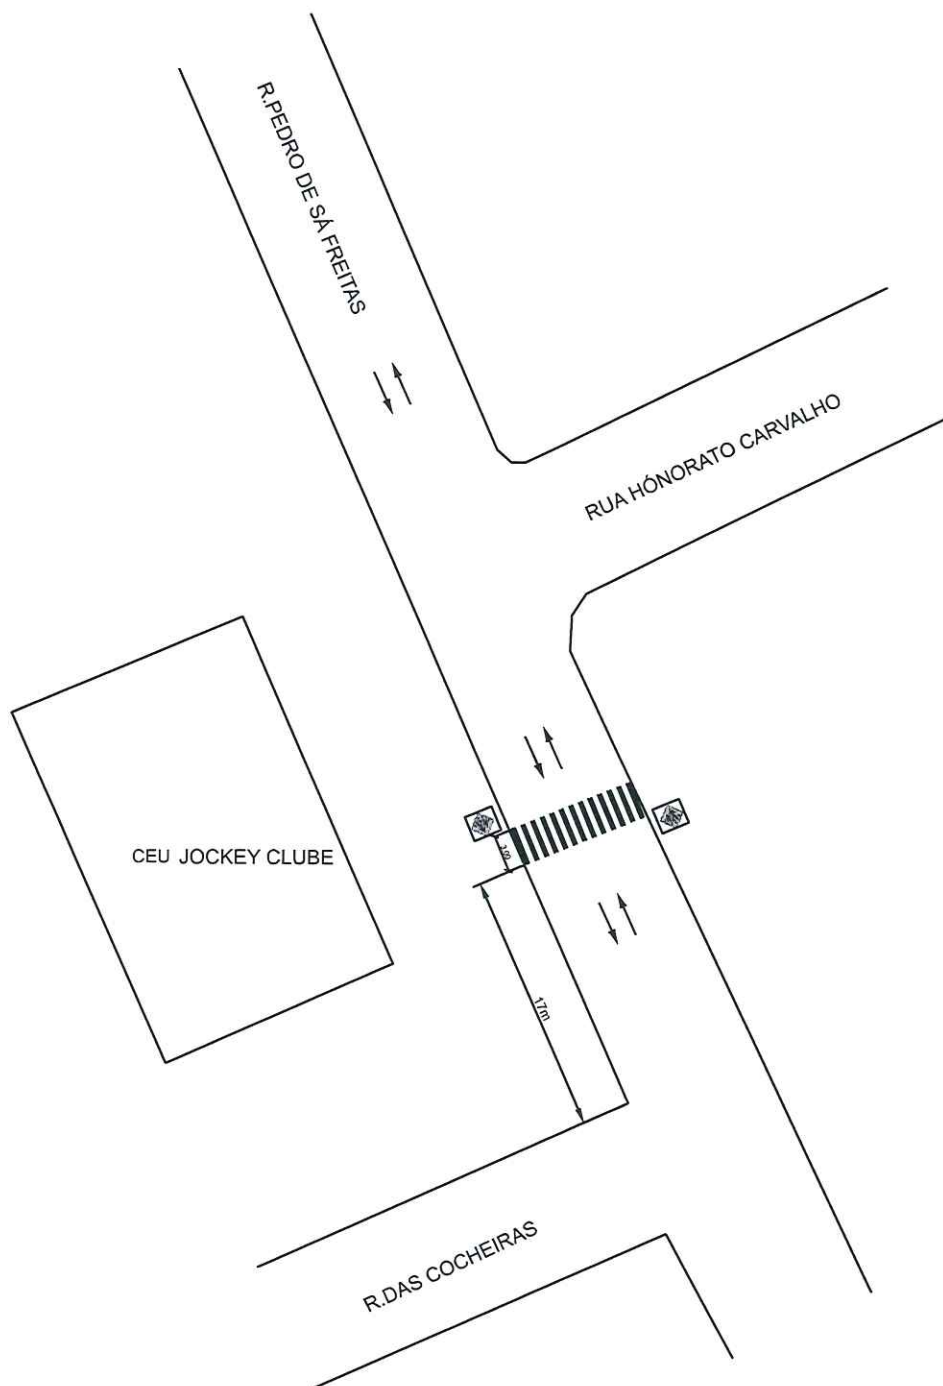 R.PEDRO DE SÁ FREITAS
RUA HÓNORATO CARVALHO
CEU JOCKEY CLUBE
17m
R.DAS COCHEIRAS